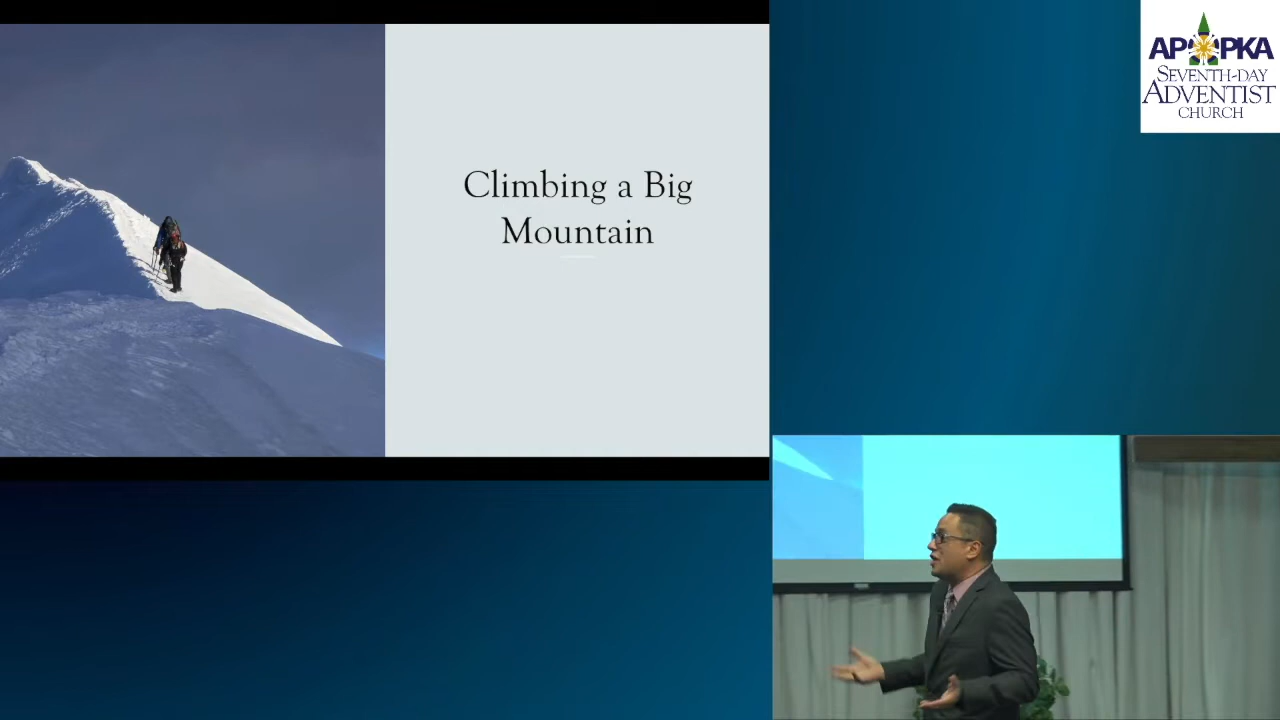 Climbing a Big
Mountain
APOPKA
SEVENTH-DAY
ADVENTIST
CHURCH